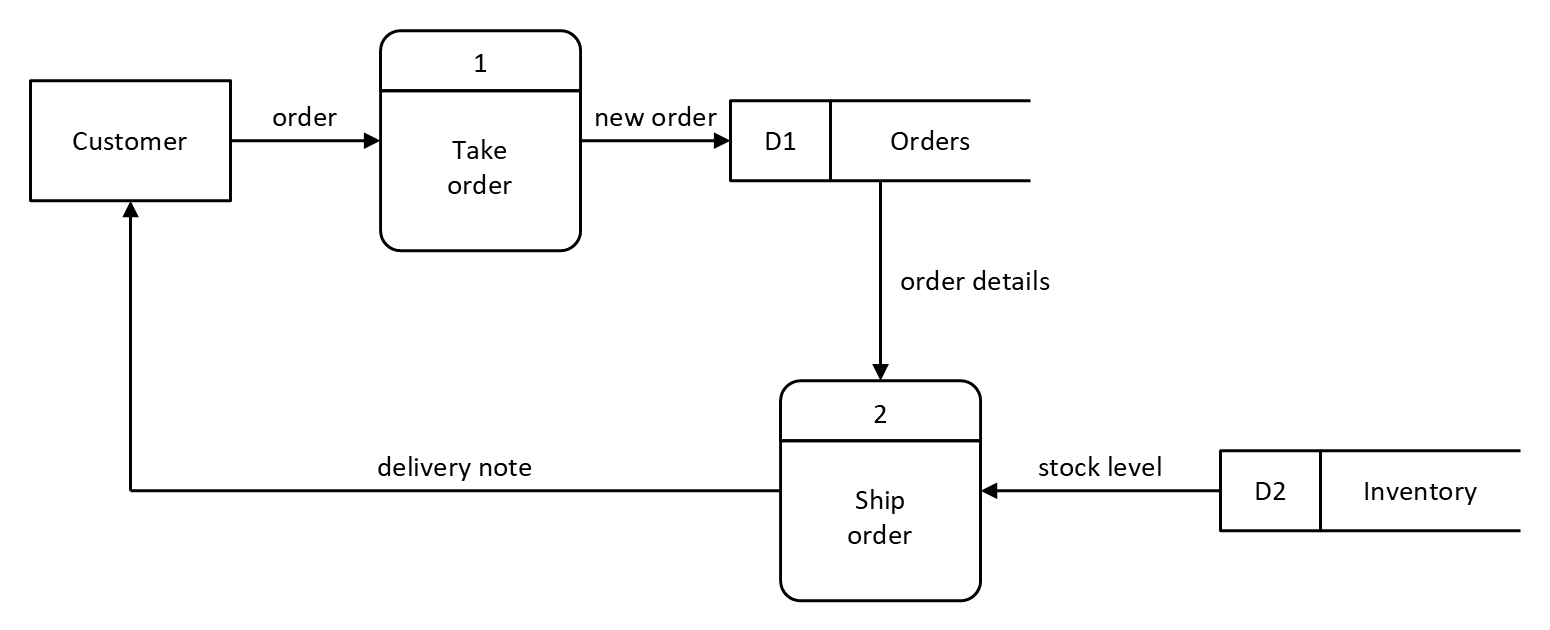 1
Customer
order
Take
order
new order
D1
Orders
order details
2
Ship
order
delivery note
stock level
D2
Inventory